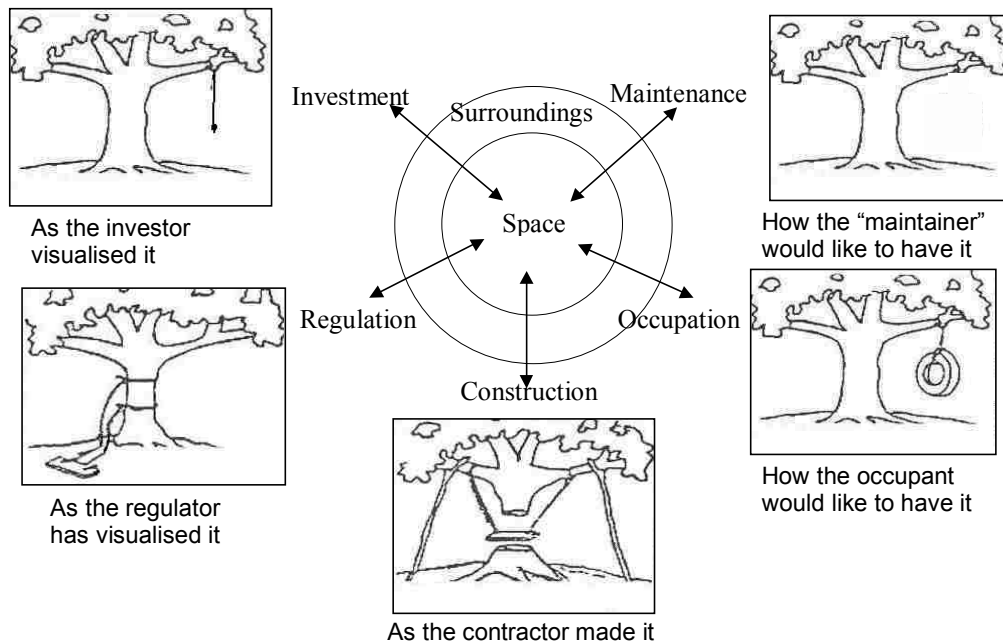 Investment
Surroundings
Maintenance
Space
Regulation
Occupation
Construction
As the investor
visualised it
How the “maintainer”
would like to have it
As the regulator
has visualised it
How the occupant
would like to have it
As the contractor made it